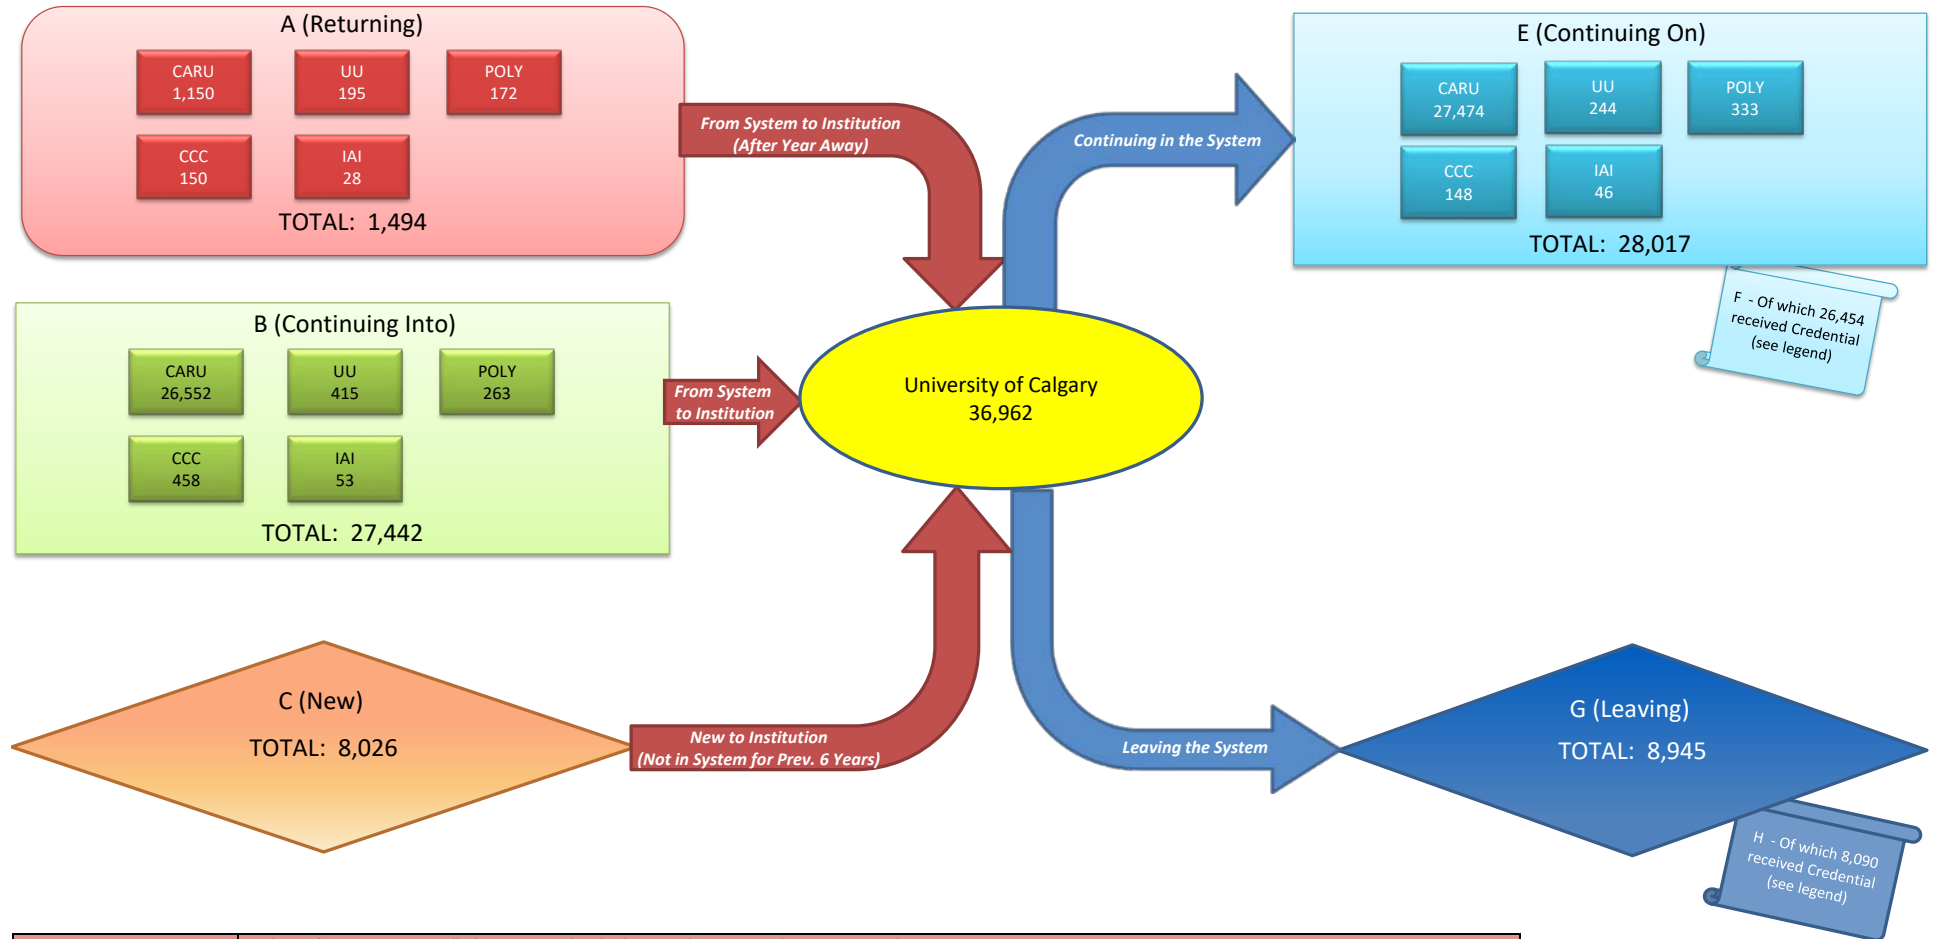 A (Returning)
CARU
1,150
UU
195
POLY
172
CCC
150
IAI
28
TOTAL: 1,494
From System to Institution
(After Year Away)
B (Continuing Into)
CARU
26,552
UU
415
POLY
263
CCC
458
IAI
53
TOTAL: 27,442
From System
to Institution
C (New)
TOTAL: 8,026
New to Institution
(Not in System for Prev. 6 Years)
University of Calgary
36,962
Continuing in the System
E (Continuing On)
CARU
27,474
UU
244
POLY
333
CCC
148
IAI
46
TOTAL: 28,017
F - Of which 26,454
received Credential
(see legend)
Leaving the System
G (Leaving)
TOTAL: 8,945
H - Of which 8,090
received Credential
(see legend)